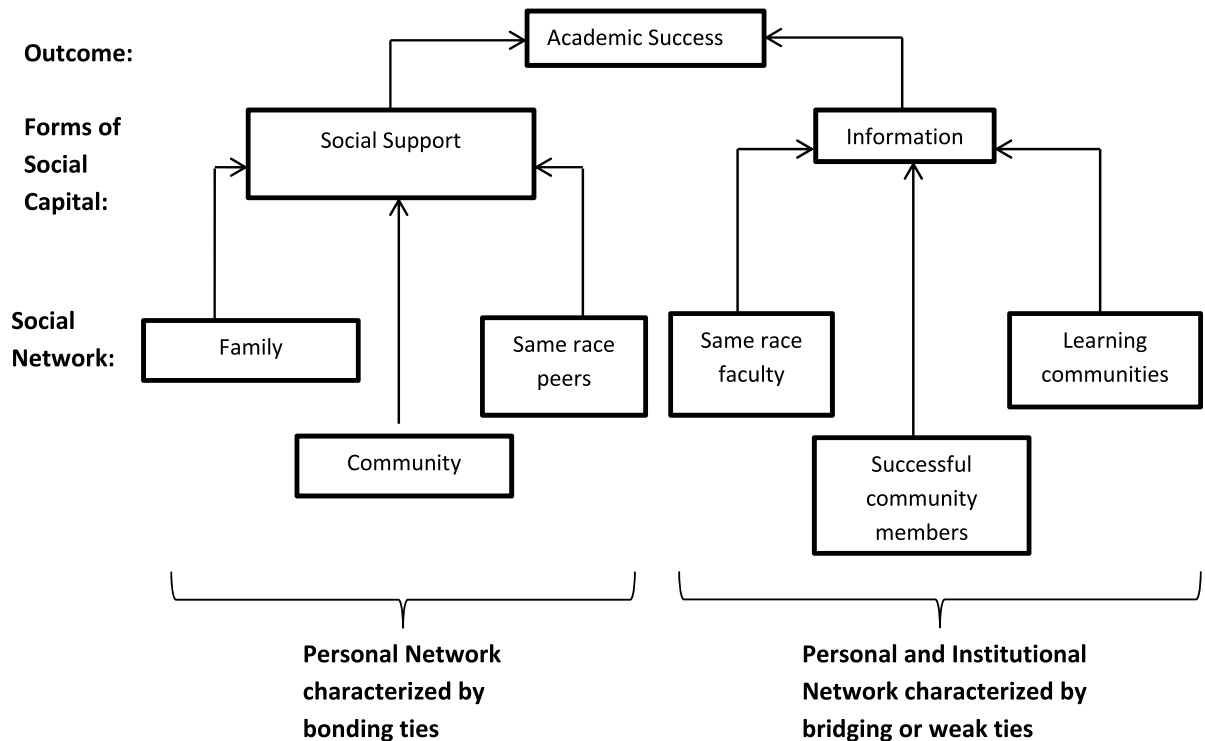 Outcome:
Academic Success
Forms of
Social
Capital:
Social Support
Information
Social
Network:
Family
Same race
peers
Same race
faculty
Learning
communities
Community
Successful
community
members
Personal Network
characterized by
bonding ties
Personal and Institutional
Network characterized by
bridging or weak ties